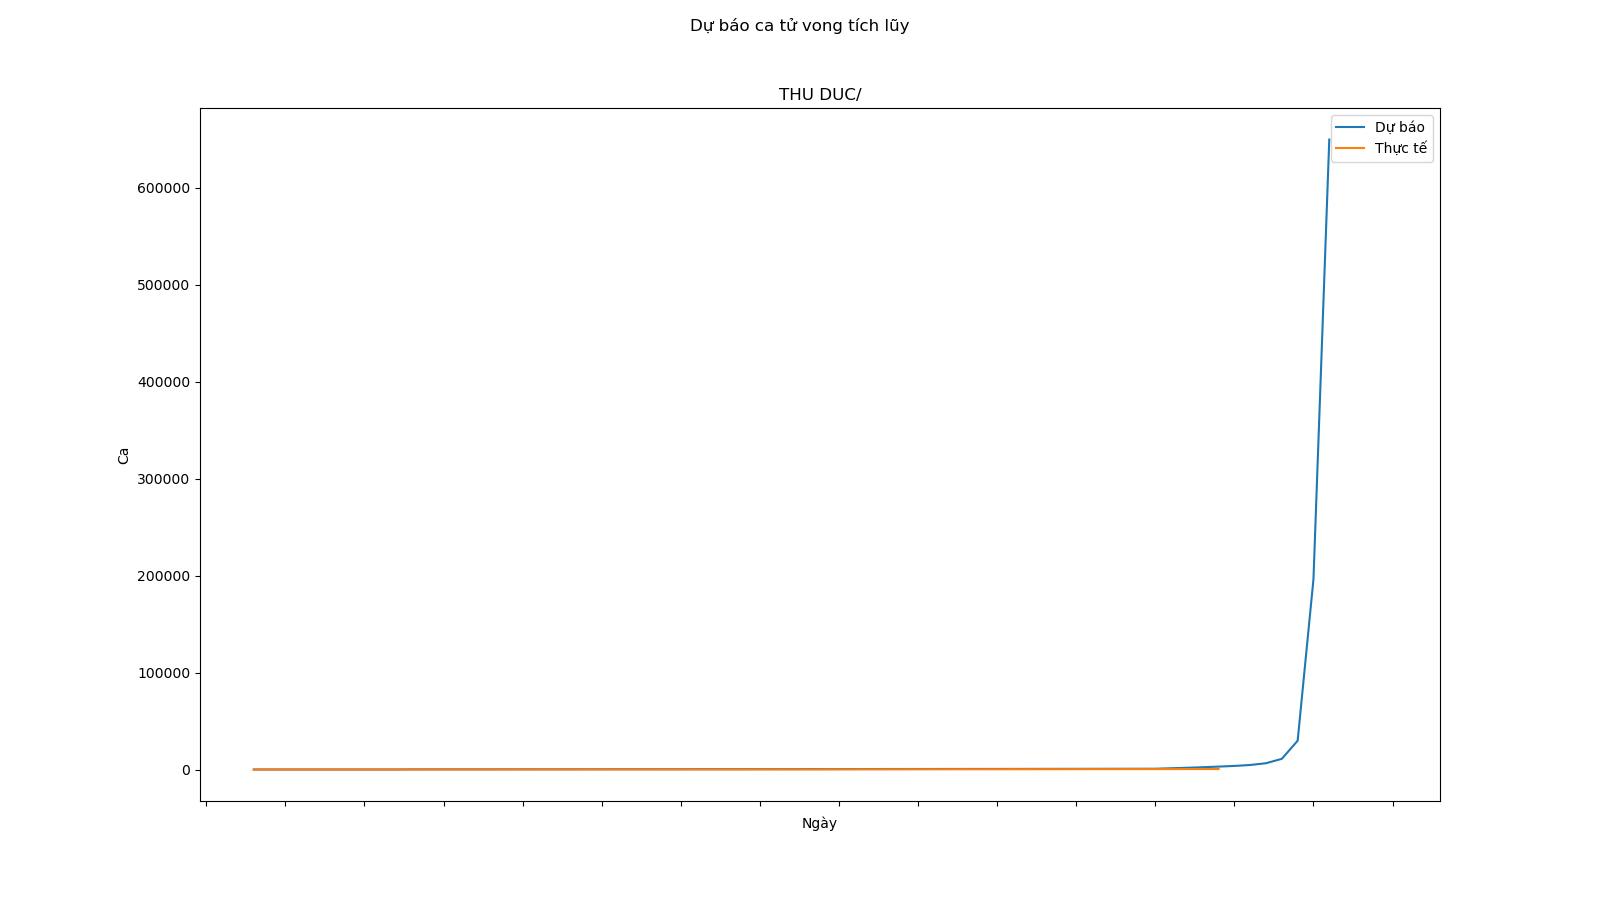 Dự báo ca tử vong tích lũy
THU DUC/
Dự báo
Thực tế
600000
500000
400000
300000
200000
100000
0
Ca
Ngày